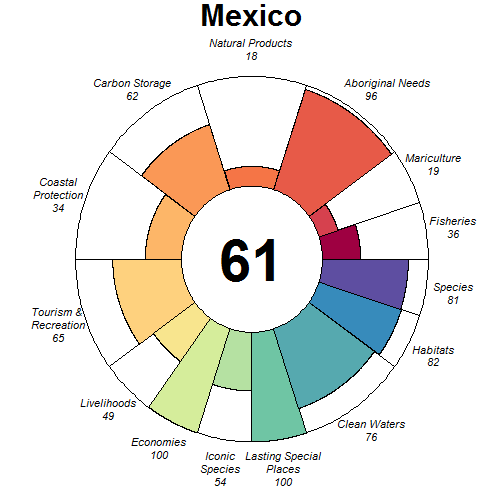 Mexico
Natural Products
18
Carbon Storage
62
Aboriginal Needs
96
Mariculture
19
Coastal
Protection
34
Fisheries
36
61
Species
81
Tourism &
Recreation
65
Habitats
82
Livelihoods
49
Clean Waters
76
Economies
100
Iconic
Species
54
Lasting Special
Places
100